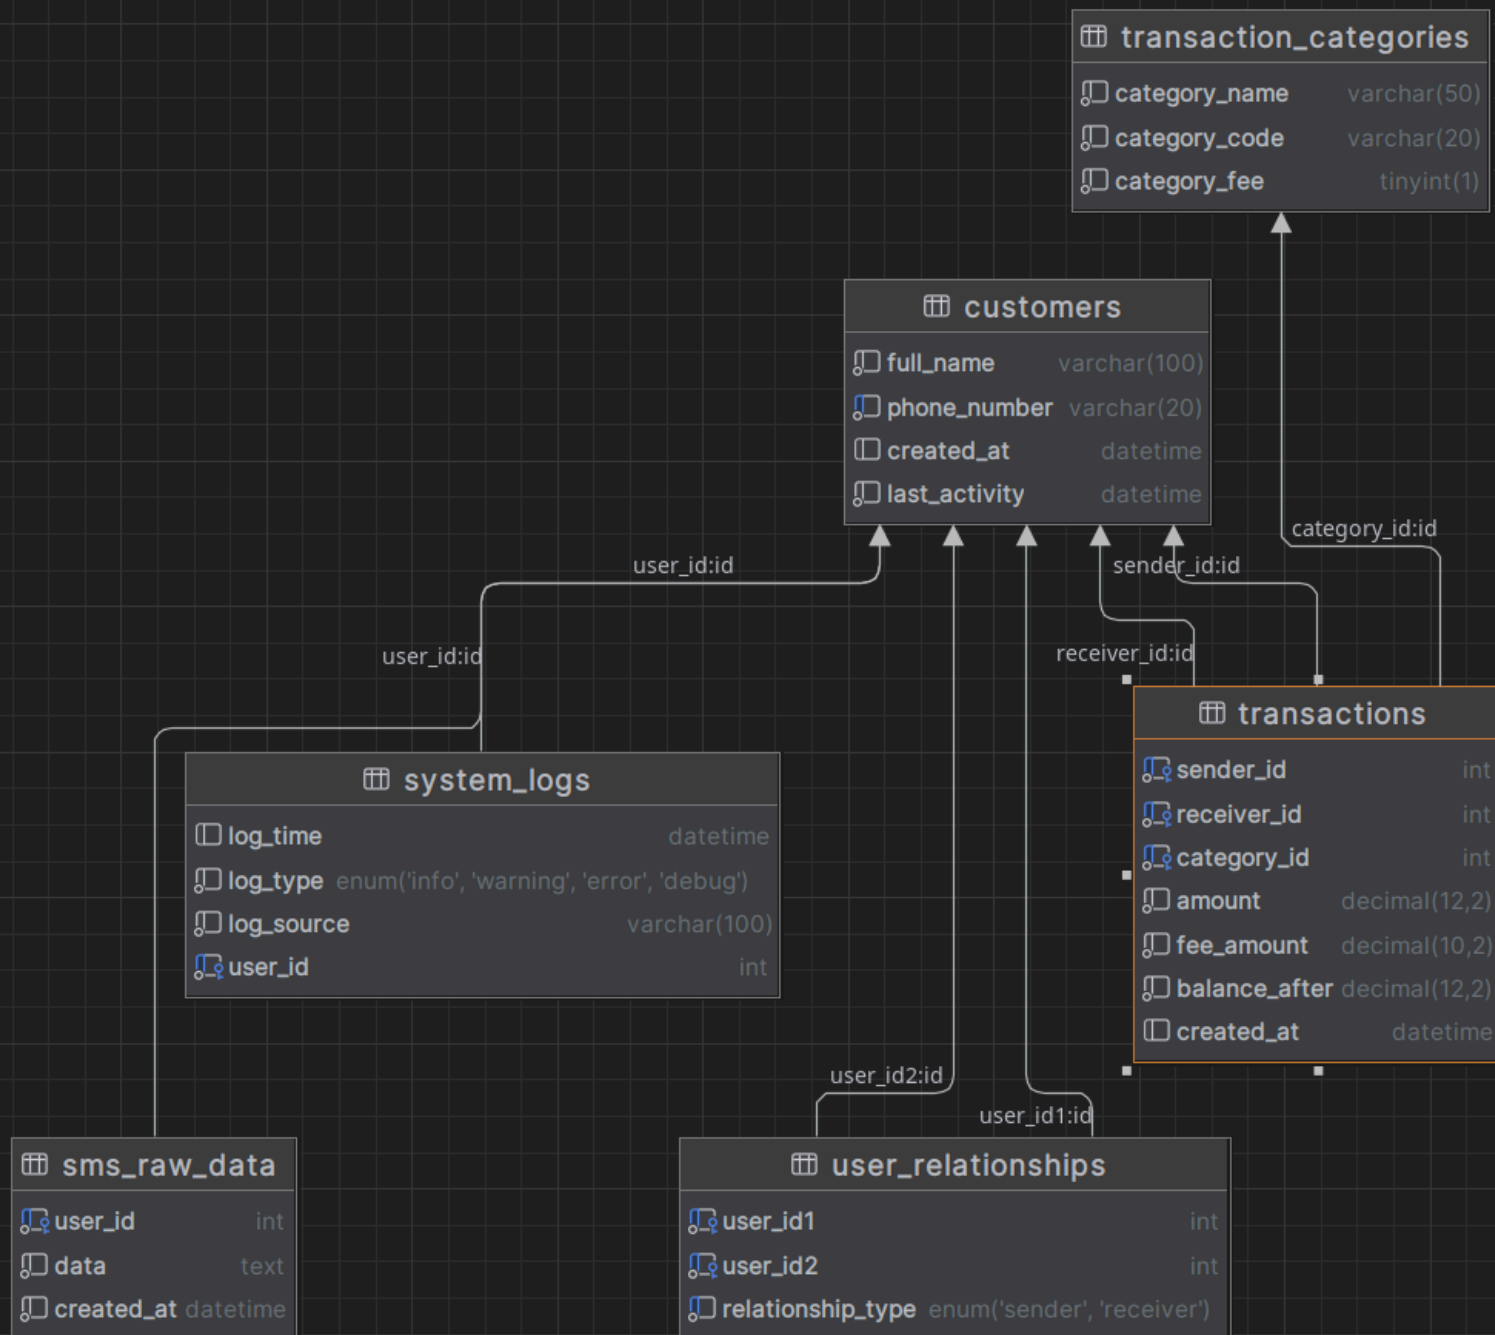 transaction_categories
category_name varchar(50)
category_code varchar(20)
category_fee tinyint(1)
customers
full_name varchar(100)
phone_number varchar(20)
created_at datetime
last_activity datetime
category_id:id
user_id:id
sender_id:id
user_id:id
receiver_id:id
transactions
sender_id int
receiver_id int
category_id int
amount decimal(12,2)
fee_amount decimal(10,2)
balance_after decimal(12,2)
created_at datetime
system_logs
log_time datetime
log_type enum('info', 'warning', 'error', 'debug')
log_source varchar(100)
user_id int
user_id2:id
user_id1:id
sms_raw_data
user_id int
data text
created_at datetime
user_relationships
user_id1 int
user_id2 int
relationship_type enum('sender', 'receiver')